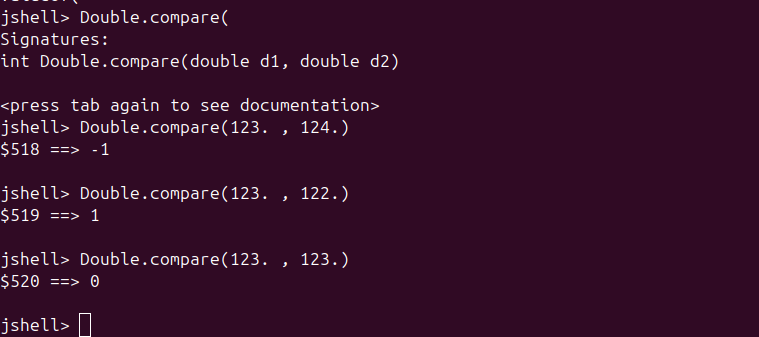 jshell> Double.compare(
Signatures:
int Double.compare(double d1, double d2)
<press tab again to see documentation>
jshell> Double.compare(123. , 124.)
$518 ==> -1
jshell> Double.compare(123. , 122.)
$519 ==> 1
jshell> Double.compare(123. , 123.)
$520 ==> 0
jshell>